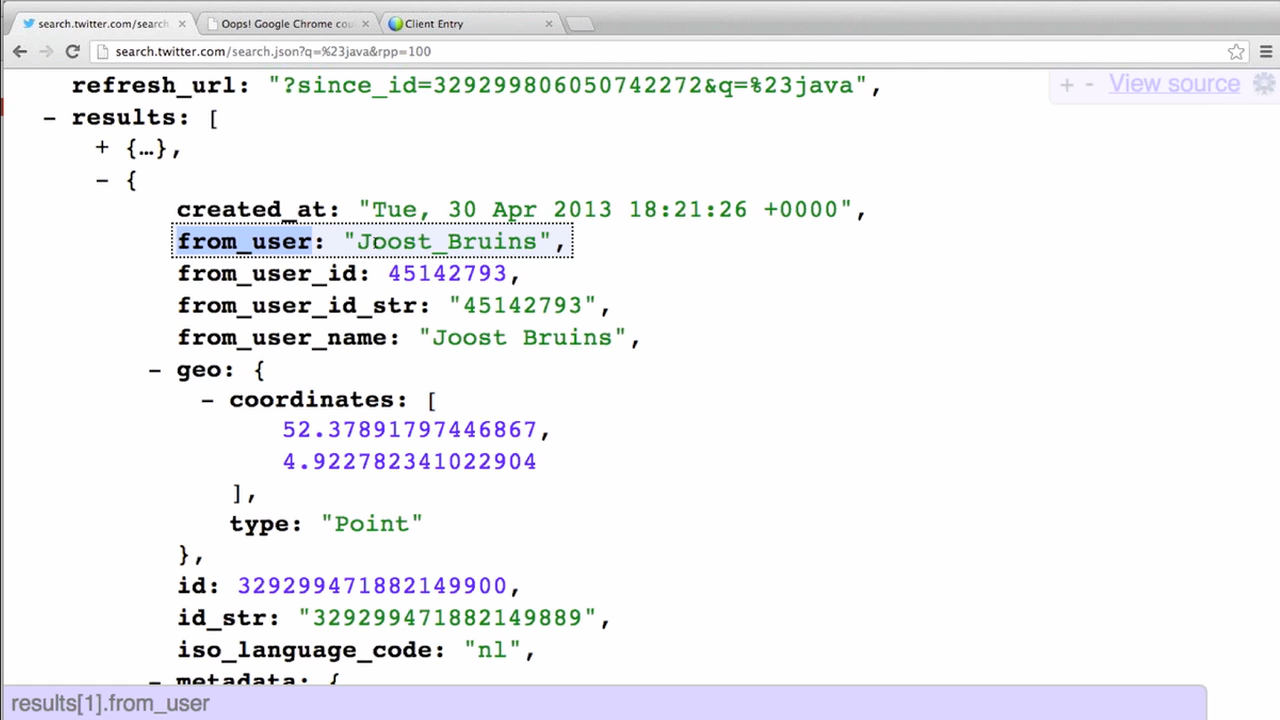 search.twitter.com/searc
Oops! Google Chrome cou
Client Entry
search.twitter.com/search.json?q=%23java&rpp=100
+ - View source
refresh_url: "?since_id=329299806050742272&q=%23java",
- results: [
+ {…},
- {
created_at: "Tue, 30 Apr 2013 18:21:26 +0000",
from_user: "Joost_Bruins",
from_user_id: 45142793,
from_user_id_str: "45142793",
from_user_name: "Joost Bruins",
- geo: {
- coordinates: [
52.37891797446867,
4.922782341022904
],
type: "Point"
},
id: 329299471882149900,
id_str: "329299471882149889",
iso_language_code: "nl",
- metadata: {
results[1].from_user